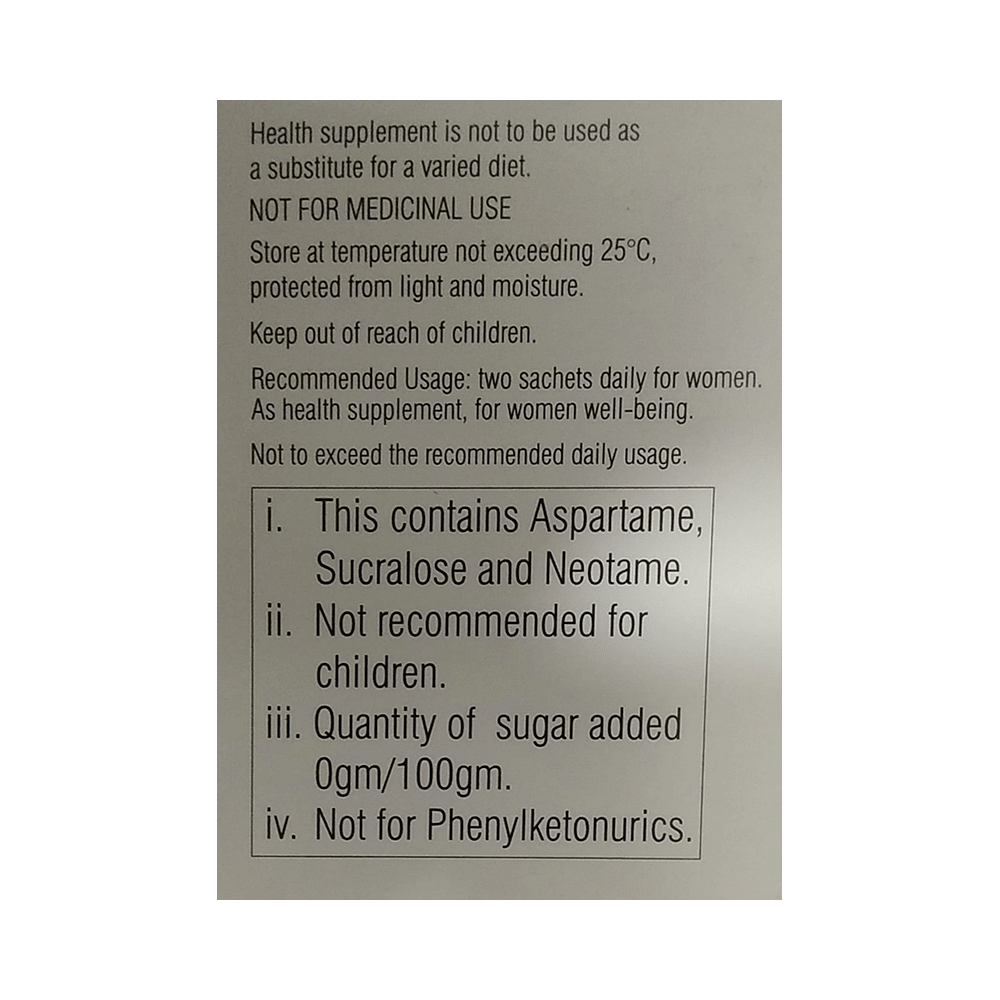 Health supplement is not to be used as
a substitute for a varied diet.
NOT FOR MEDICINAL USE
Store at temperature not exceeding 25°C,
protected from light and moisture.
Keep out of reach of children.
Recommended Usage: two sachets daily for women.
As health supplement, for women well-being.
Not to exceed the recommended daily usage.
i. This contains Aspartame,
Sucralose and Neotame.
ii. Not recommended for
children.
iii. Quantity of sugar added
0gm/100gm.
iv. Not for Phenylketonurics.